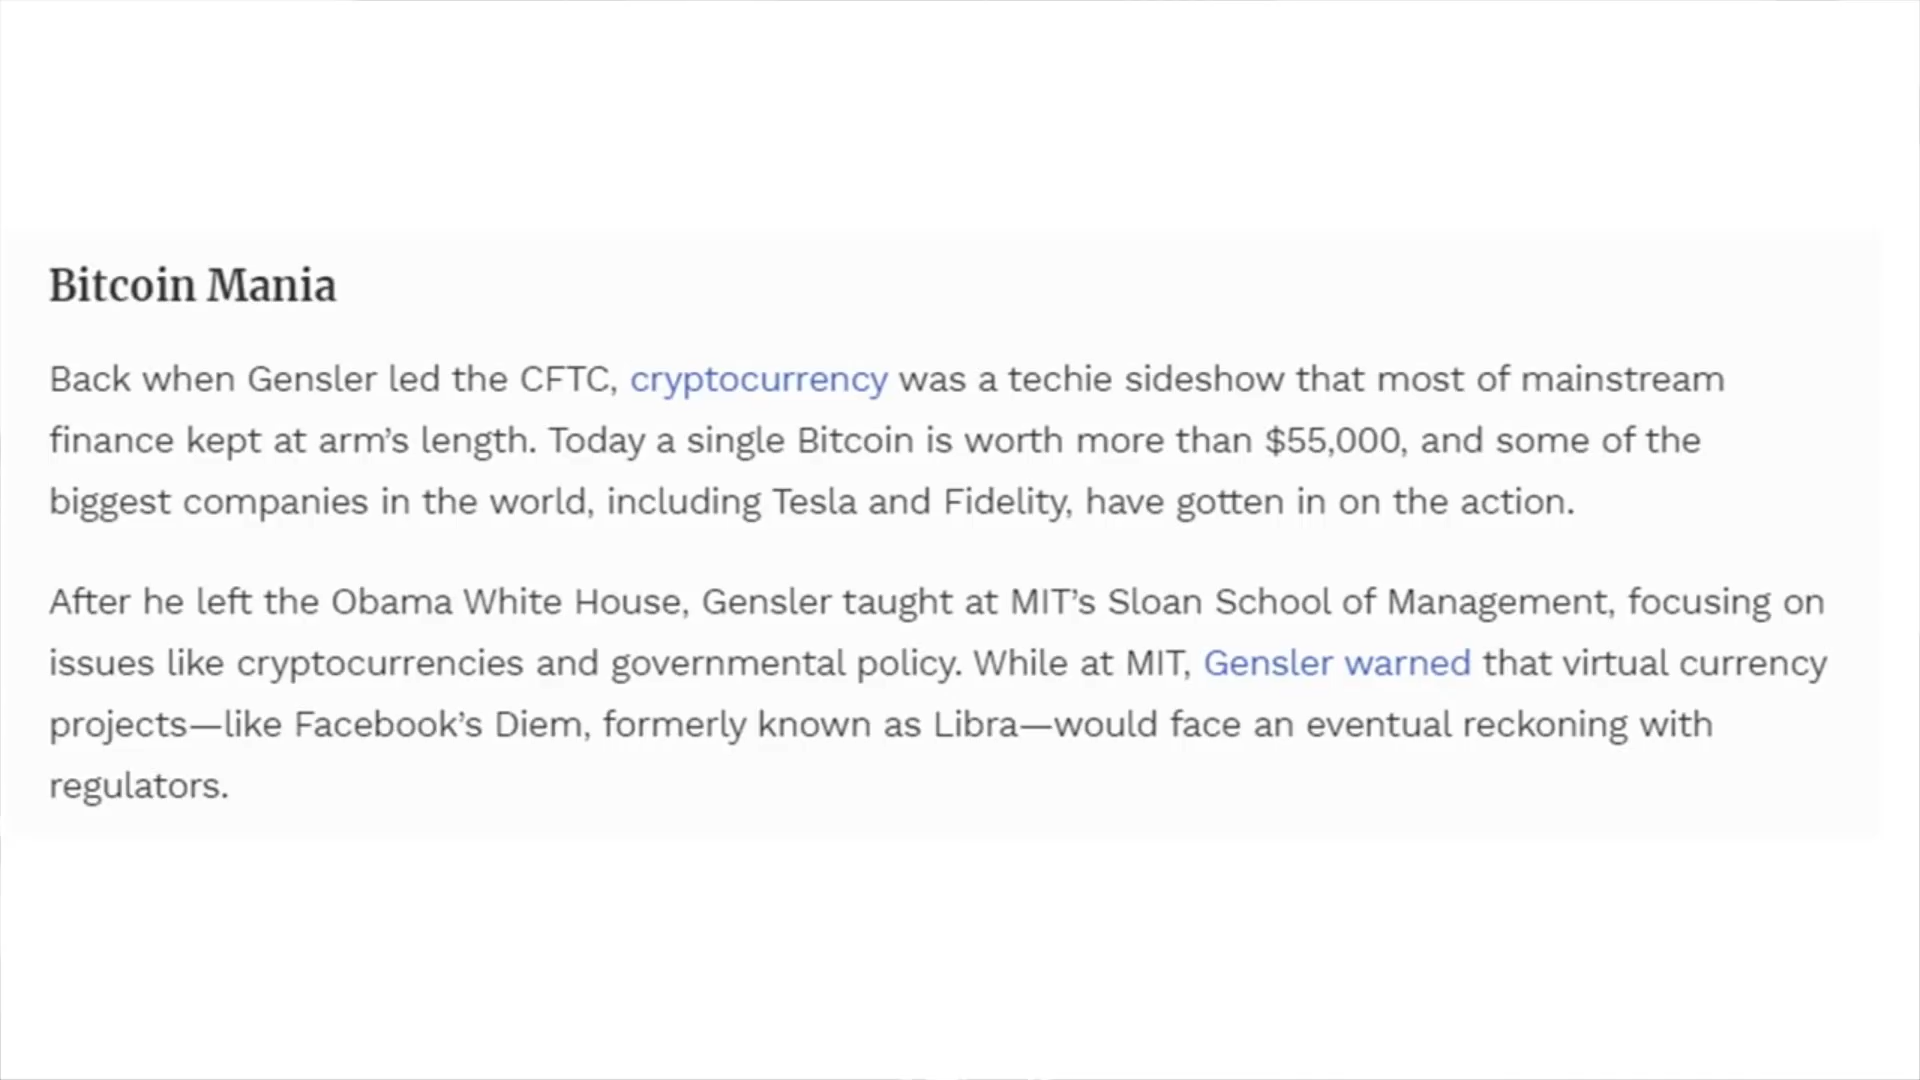 Bitcoin Mania
Back when Gensler led the CFTC, cryptocurrency was a techie sideshow that most of mainstream
finance kept at arm’s length. Today a single Bitcoin is worth more than $55,000, and some of the
biggest companies in the world, including Tesla and Fidelity, have gotten in on the action.
After he left the Obama White House, Gensler taught at MIT’s Sloan School of Management, focusing on
issues like cryptocurrencies and governmental policy. While at MIT, Gensler warned that virtual currency
projects—like Facebook’s Diem, formerly known as Libra—would face an eventual reckoning with
regulators.